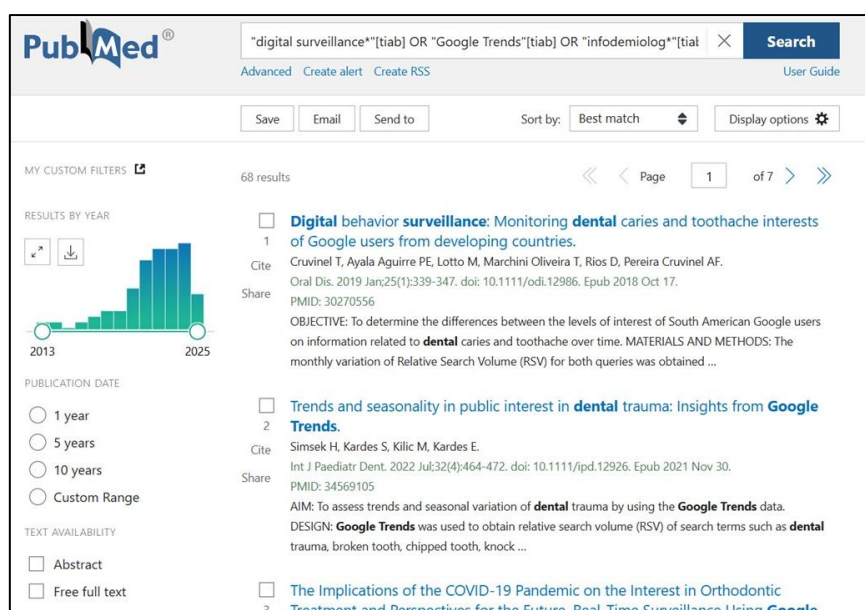 PubMed®
"digital surveillance*"[tiab] OR "Google Trends"[tiab] OR "infodemiolog*"[tiab
Search
Advanced Create alert Create RSS
User Guide
Save Email Send to
Sort by: Best match
Display options
MY CUSTOM FILTERS
68 results
Page 1 of 7
RESULTS BY YEAR
2013 2025
PUBLICATION DATE
1 year
5 years
10 years
Custom Range
TEXT AVAILABILITY
Abstract
Free full text
1
Cite
Share
Digital behavior surveillance: Monitoring dental caries and toothache interests
of Google users from developing countries.
Cruvinel T, Ayala Aguirre PE, Lotto M, Marchini Oliveira T, Rios D, Pereira Cruvinel AF.
Oral Dis. 2019 Jan;25(1):339-347. doi: 10.1111/odi.12986. Epub 2018 Oct 17.
PMID: 30270556
OBJECTIVE: To determine the differences between the levels of interest of South American Google users
on information related to dental caries and toothache over time. MATERIALS AND METHODS: The
monthly variation of Relative Search Volume (RSV) for both queries was obtained ...
2
Cite
Share
Trends and seasonality in public interest in dental trauma: Insights from Google
Trends.
Simsek H, Kardes S, Kilic M, Kardes E.
Int J Paediatr Dent. 2022 Jul;32(4):464-472. doi: 10.1111/ipd.12926. Epub 2021 Nov 30.
PMID: 34569105
AIM: To assess trends and seasonal variation of dental trauma by using the Google Trends data.
DESIGN: Google Trends was used to obtain relative search volume (RSV) of search terms such as dental
trauma, broken tooth, chipped tooth, knock ...
3
The Implications of the COVID-19 Pandemic on the Interest in Orthodontic
Treatment and Perspectives for the Future. Real-Time Surveillance Using Google